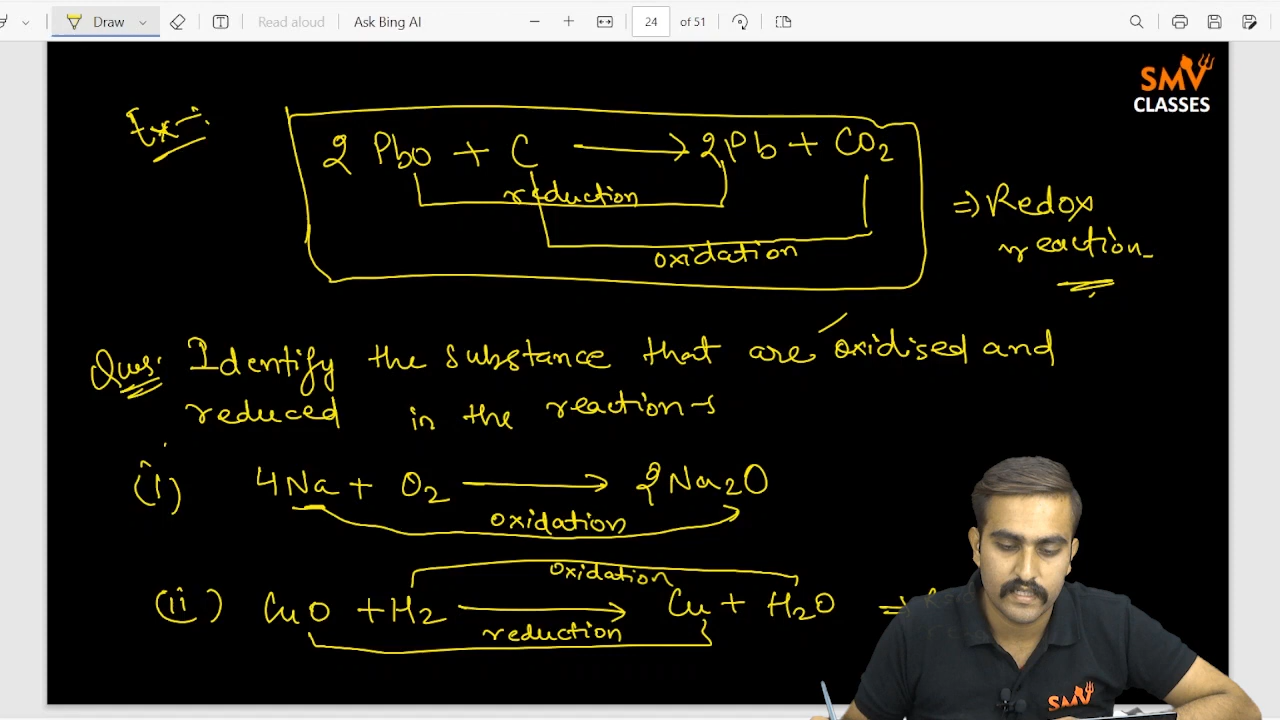 Draw
Read aloud
Ask Bing AI
24
of 51
SMV
CLASSES
Ex-:
2 PbO + C → 2Pb + CO2
reduction
oxidation
⇒ Redox
reaction
Ques: Identify the substance that are oxidised and
reduced in the reaction-s
(i) 4Na + O2 → 2Na2O
oxidation
oxidation
(ii) CuO + H2 → Cu + H2O ⇒
reduction
SMV